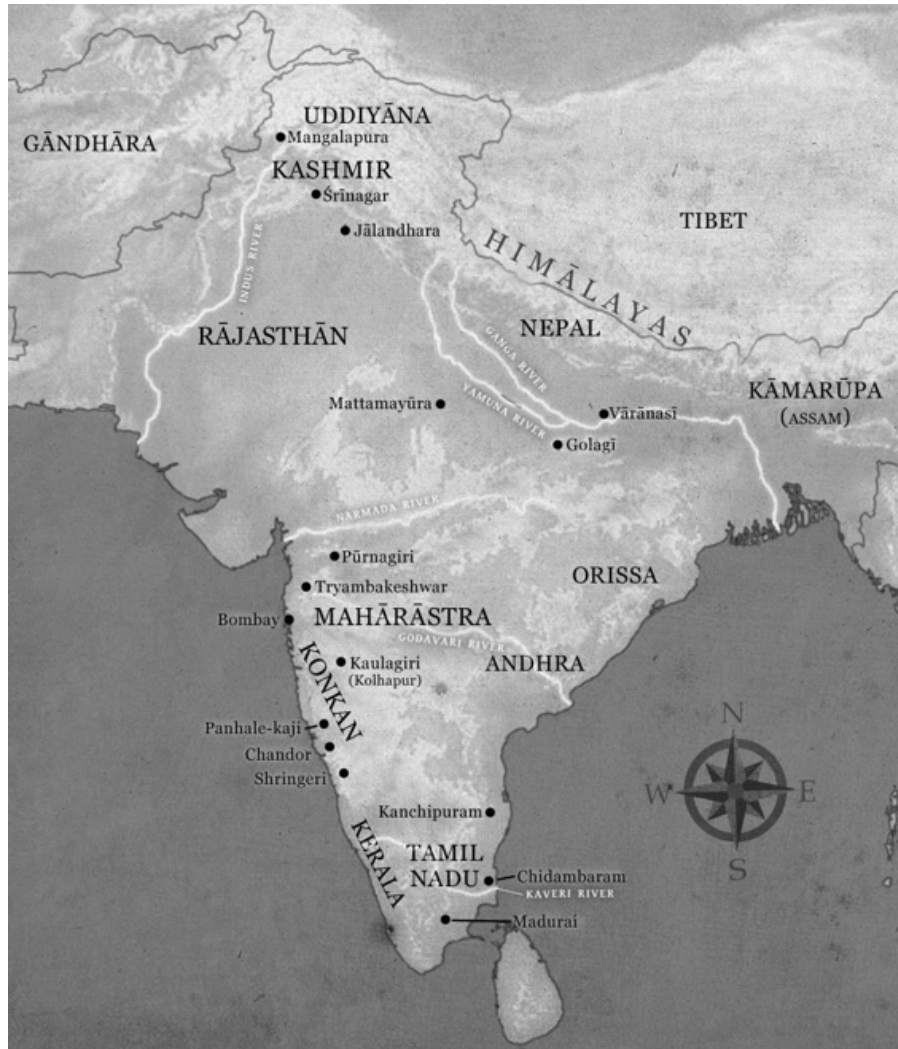 UDDIYĀNA
Mangalapura
GĀNDHĀRA
KASHMIR
Śrīnagar
TIBET
Jālandhara
HIMĀLAYAS
INDUS RIVER
RĀJASTHĀN
NEPAL
GANGA RIVER
KĀMARŪPA
(ASSAM)
Mattamayūra
YAMUNA RIVER
Vārānasī
Golagī
NARMADA RIVER
Pūrnagiri
ORISSA
Tryambakeshwar
Bombay
MAHĀRĀSTRA
GODAVARI RIVER
ANDHRA
Kaulagiri
(Kolhapur)
KONKAN
Panhale-kaji
Chandor
Shringeri
N
W
E
S
Kanchipuram
KERALA
TAMIL
NADU
Chidambaram
KAVERI RIVER
Madurai